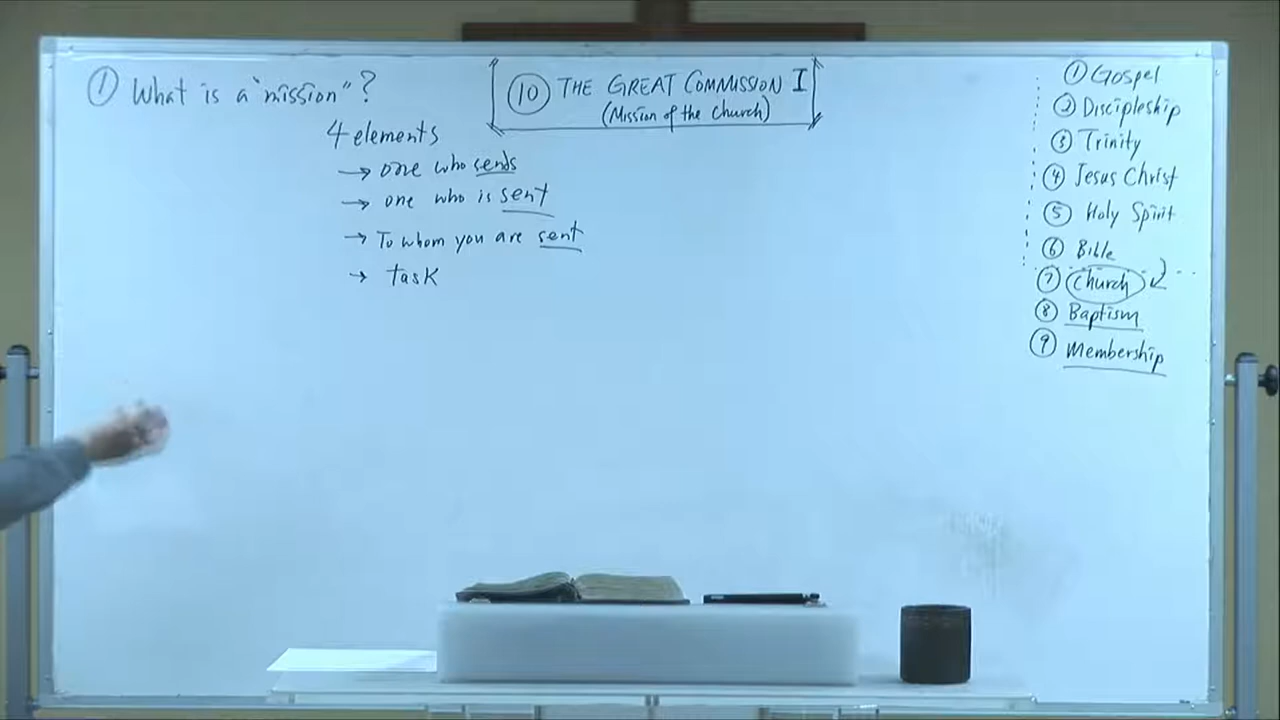 ① What is a "mission"?
4 elements
→ one who sends
→ one who is sent
→ To whom you are sent
→ task
⑩ THE GREAT COMMISSION I
(Mission of the Church)
① Gospel
② Discipleship
③ Trinity
④ Jesus Christ
⑤ Holy Spirit
⑥ Bible
⑦ Church
⑧ Baptism
⑨ Membership